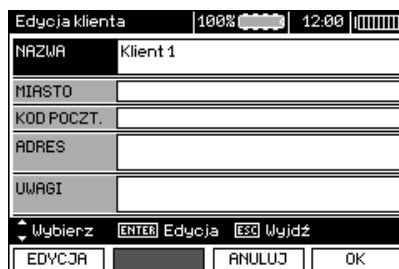 Edycja klienta 100% 12:00
NAZWA Klient 1
MIASTO
KOD POCZT.
ADRES
UWAGI
Wybierz ENTER Edycja ESC Wyjdź
EDYCJA ANULUJ OK